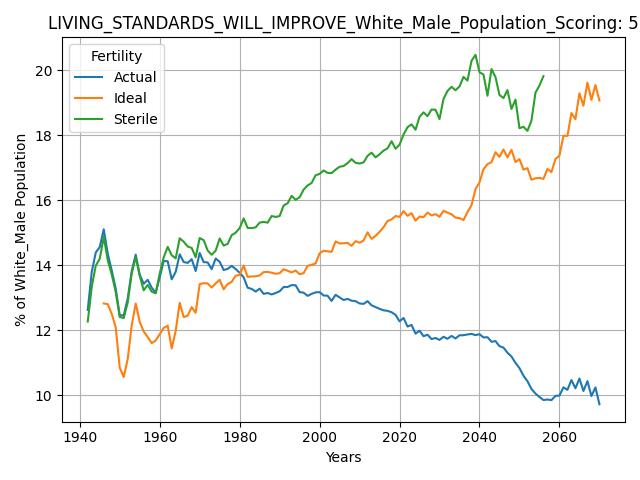 LIVING_STANDARDS_WILL_IMPROVE_White_Male_Population_Scoring: 5
Fertility
Actual
Ideal
Sterile
% of White_Male Population
20
18
16
14
12
10
1940
1960
1980
2000
2020
2040
2060
Years